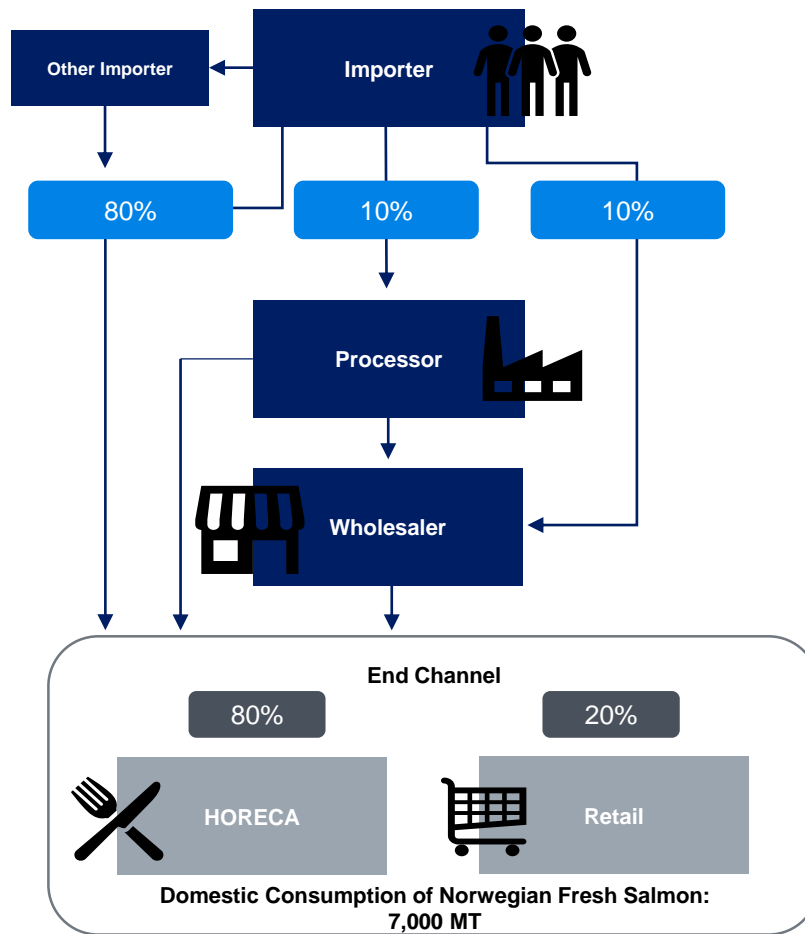 Other Importer
Importer
80%
10%
10%
Processor
Wholesaler
End Channel
80%
20%
HORECA
Retail
Domestic Consumption of Norwegian Fresh Salmon:
7,000 MT